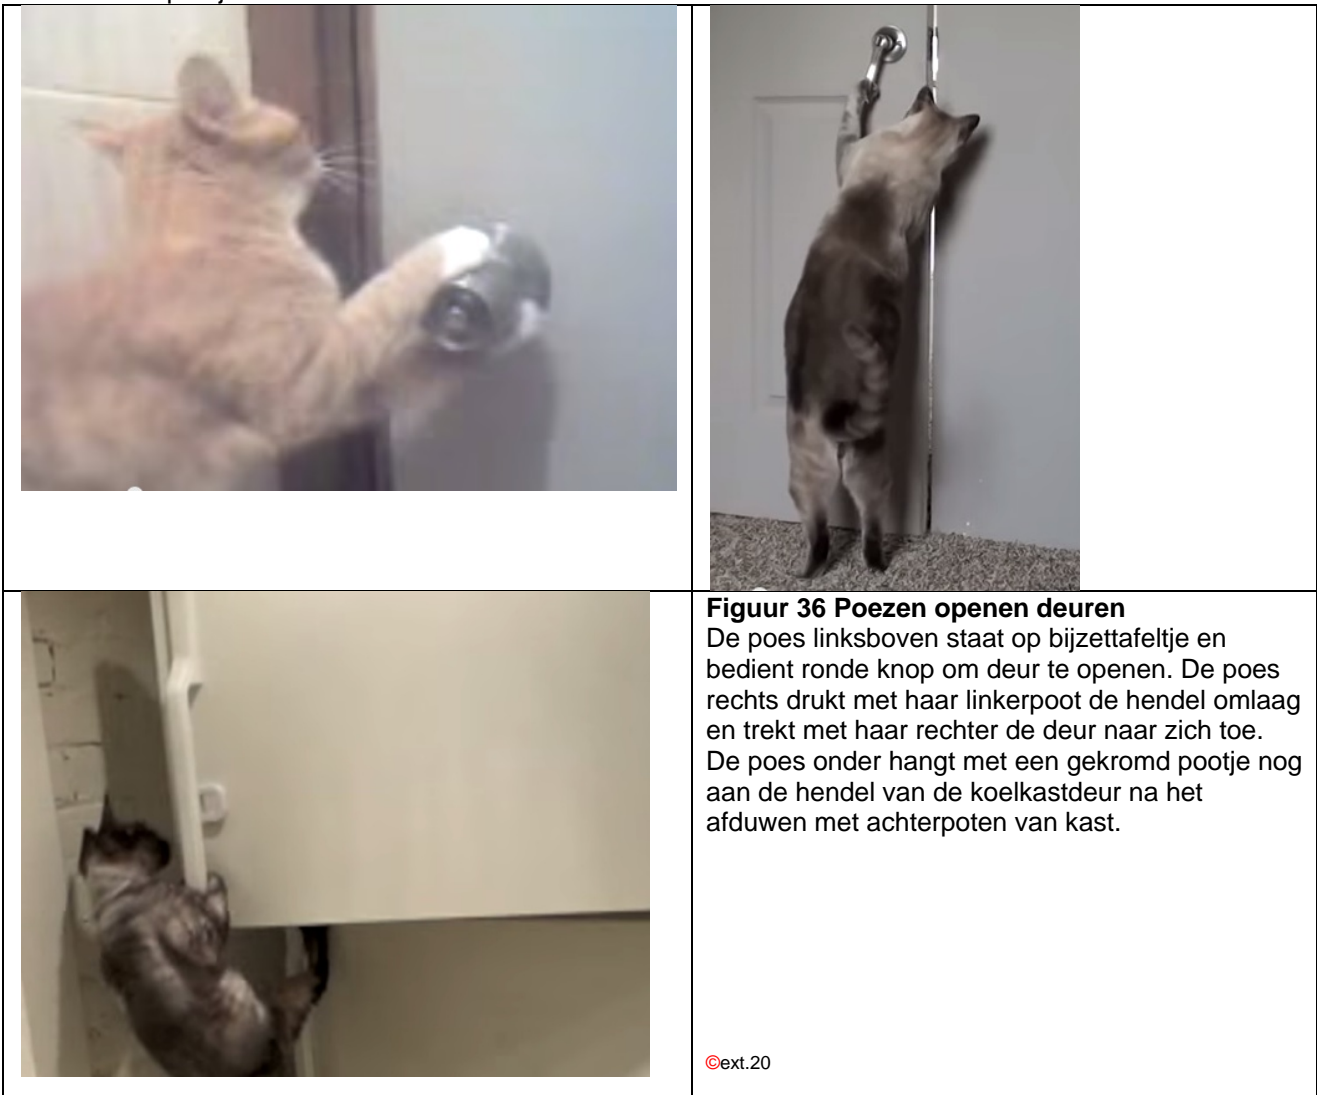 Figuur 36 Poezen openen deuren
De poes linksboven staat op bijzettafeltje en
bedient ronde knop om deur te openen. De poes
rechts drukt met haar linkerpoot de hendel omlaag
en trekt met haar rechter de deur naar zich toe.
De poes onder hangt met een gekromd pootje nog
aan de hendel van de koelkastdeur na het
afduwen met achterpoten van kast.
©ext.20